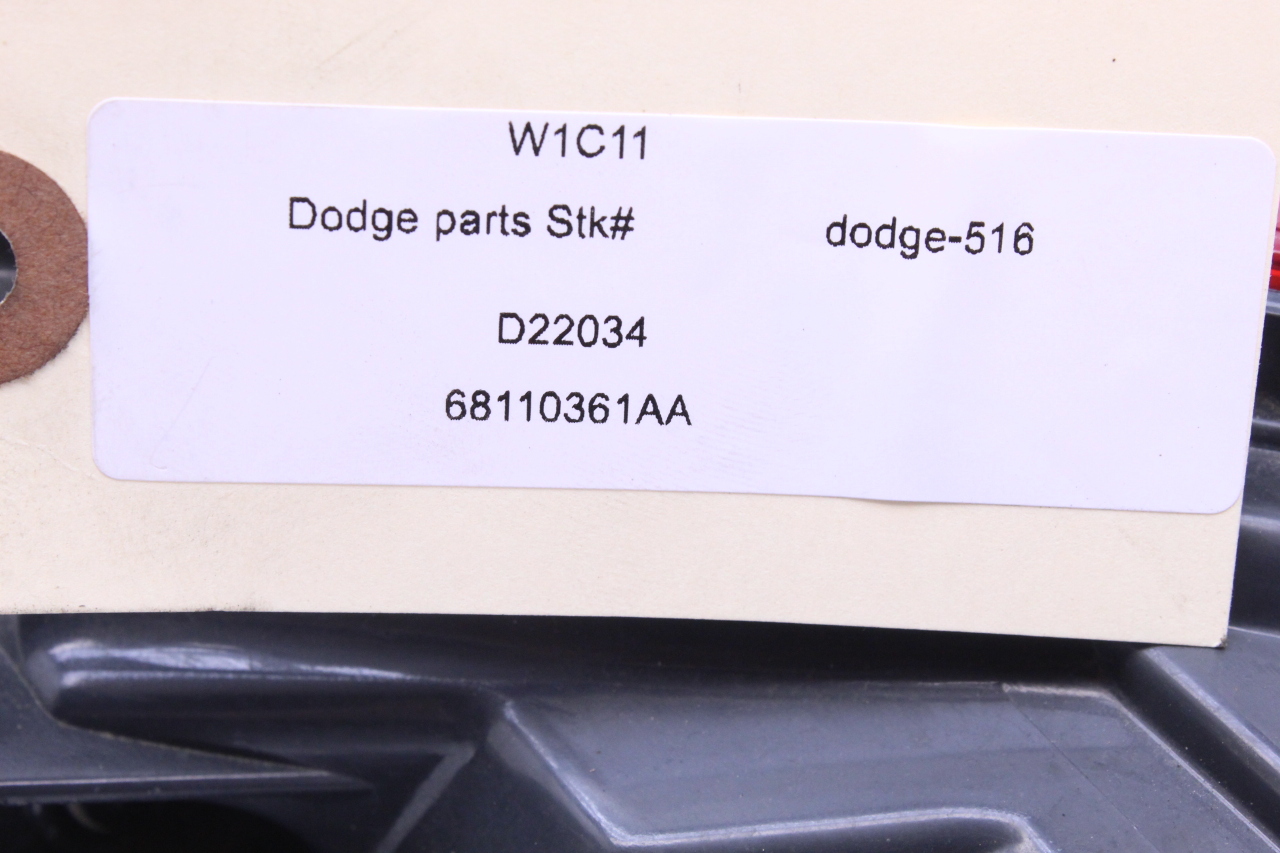 W1C11
Dodge parts Stk# dodge-516
D22034
68110361AA